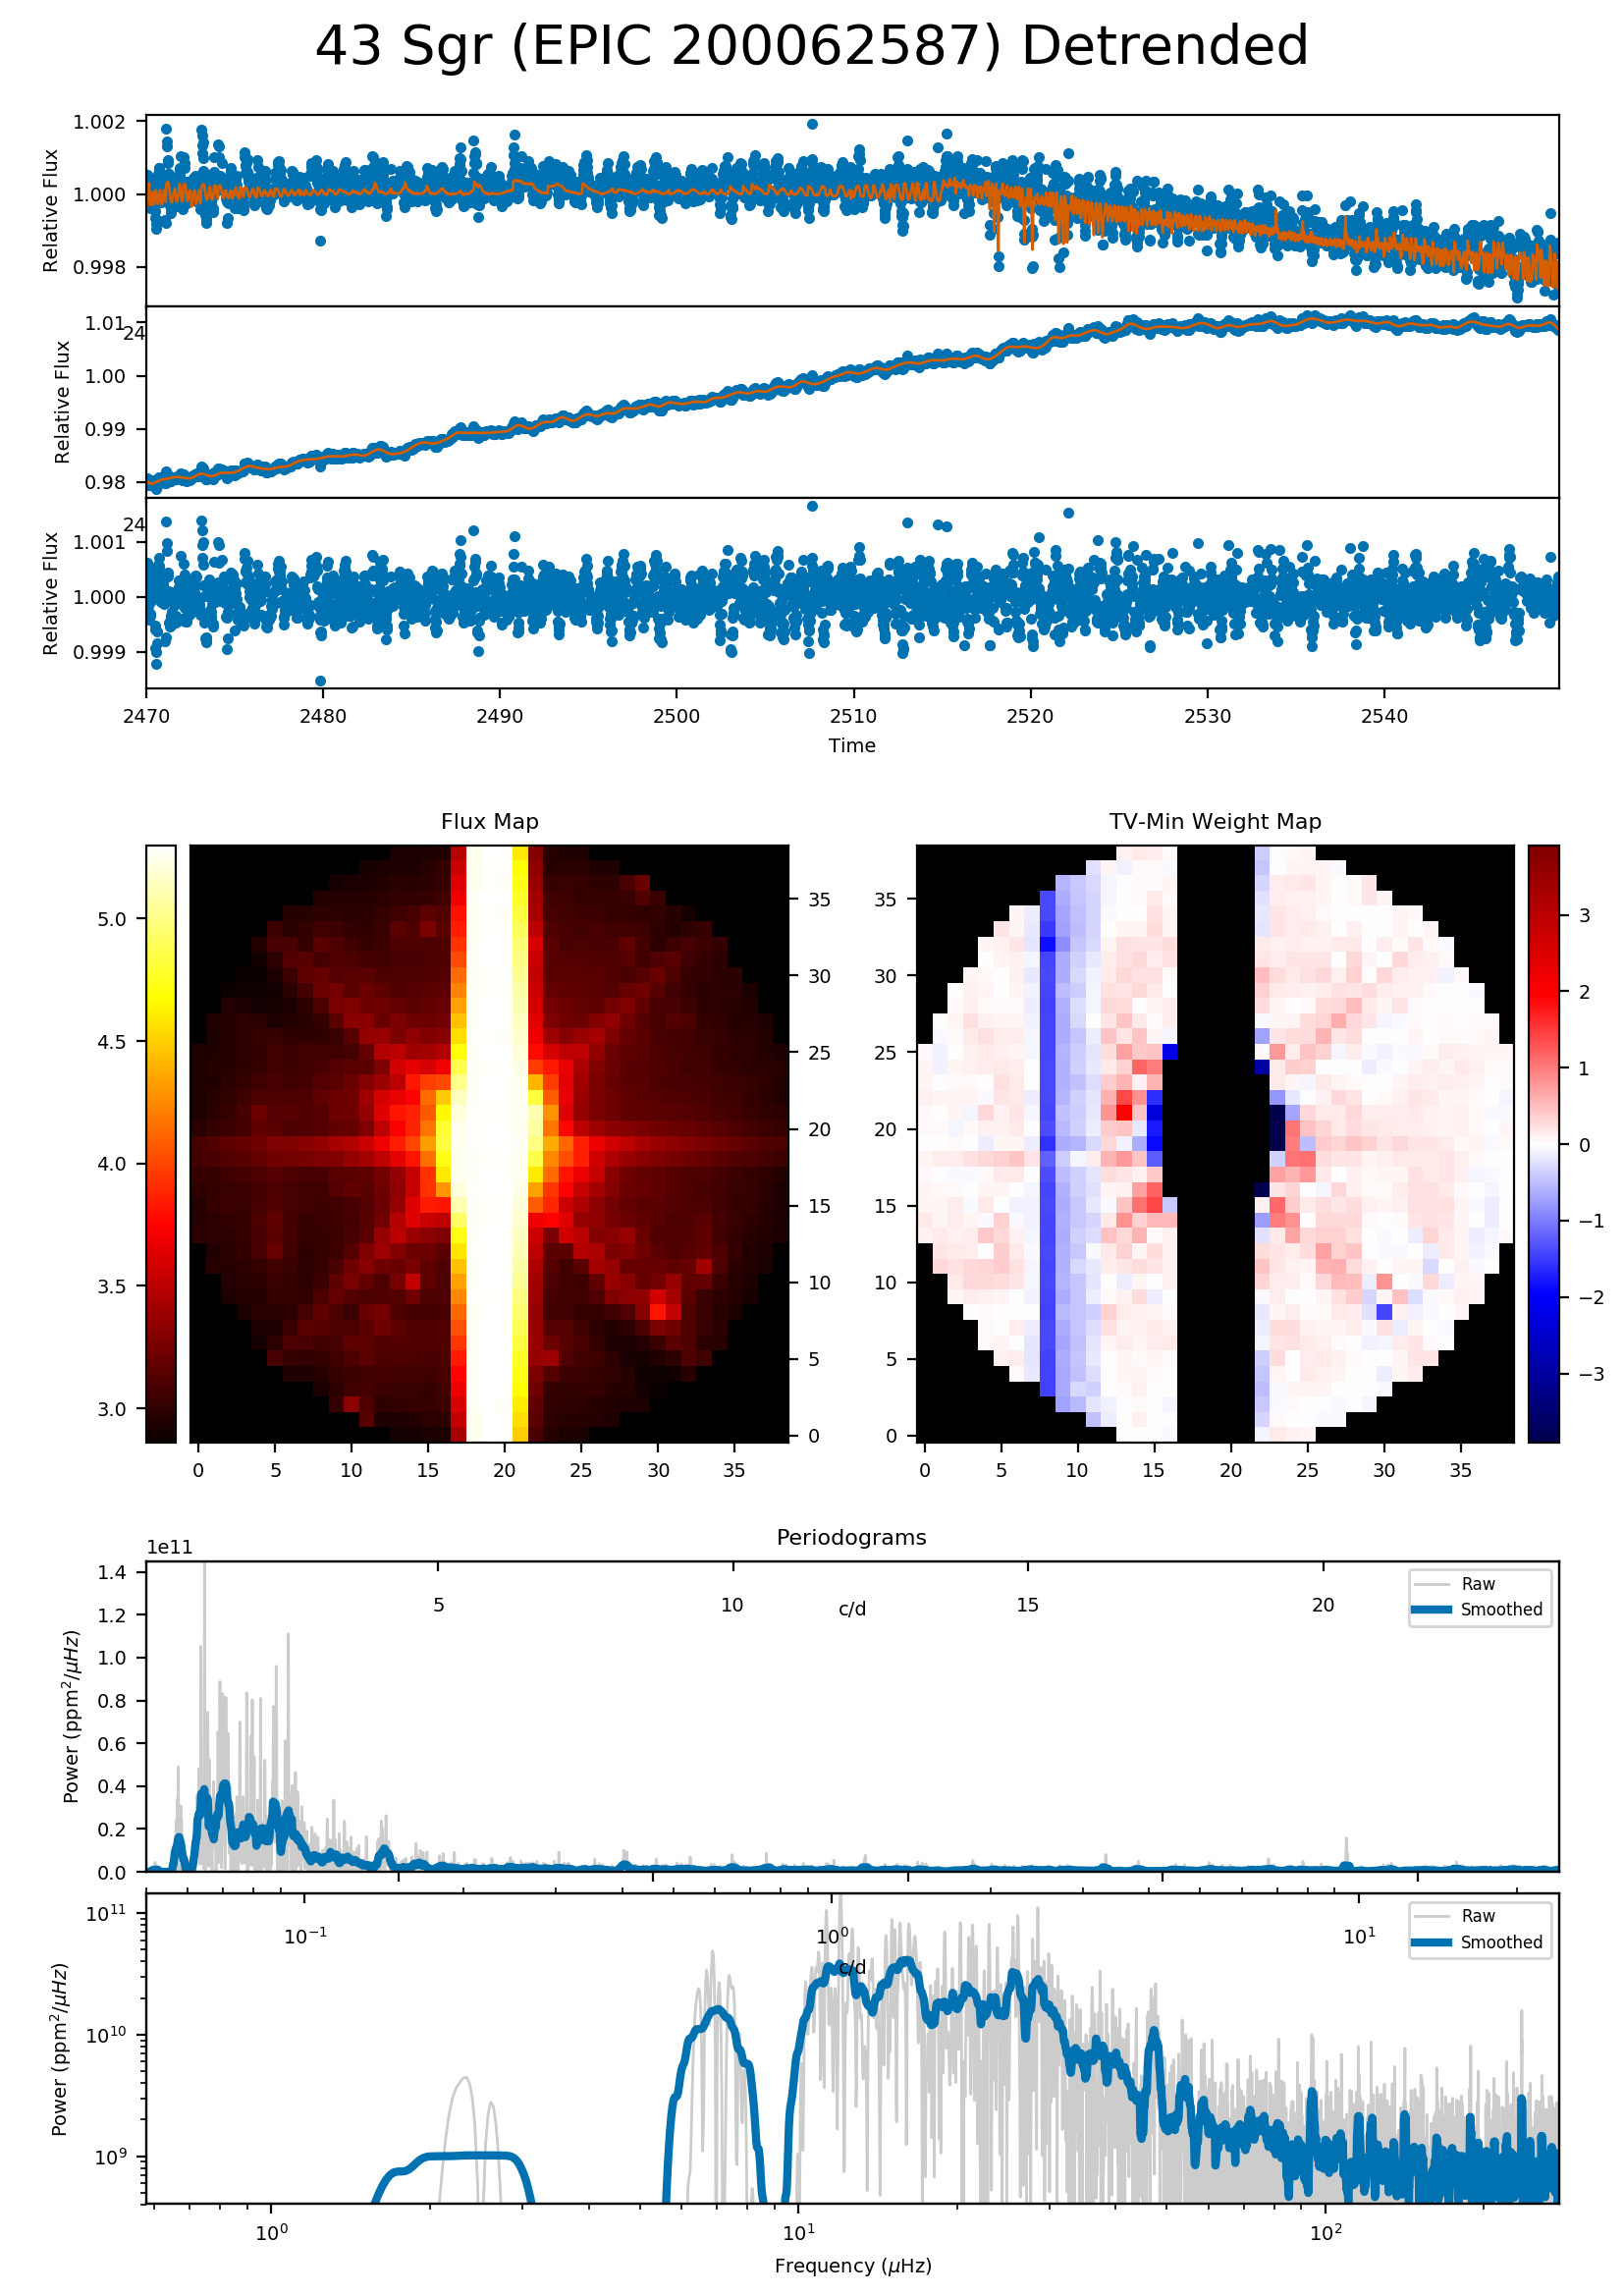 43 Sgr (EPIC 200062587) Detrended
1.002
1.000
0.998
Relative Flux
24
1.01
1.00
0.99
0.98
Relative Flux
24
1.001
1.000
0.999
Relative Flux
2470 2480 2490 2500 2510 2520 2530 2540
Time
Flux Map
TV-Min Weight Map
5.0
4.5
4.0
3.5
3.0
35
30
25
20
15
10
5
0
0 5 10 15 20 25 30 35
35
30
25
20
15
10
5
0
0 5 10 15 20 25 30 35
3
2
1
0
−1
−2
−3
Periodograms
1e11
1.4
1.2
1.0
0.8
0.6
0.4
0.2
0.0
Power (ppm²/μHz)
5 10 15 20
c/d
Raw
Smoothed
10¹¹
10¹⁰
10⁹
Power (ppm²/μHz)
10⁻¹ 10⁰ 10¹
c/d
Raw
Smoothed
10⁰ 10¹ 10²
Frequency (μHz)